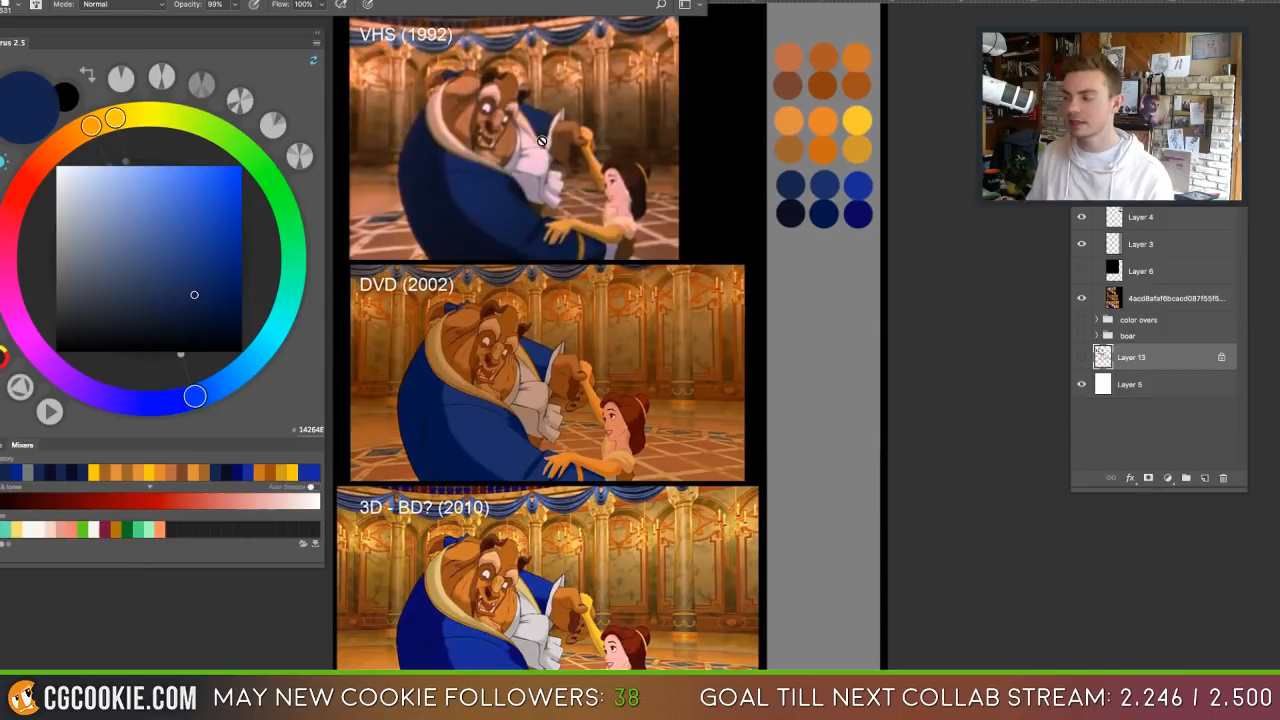 Mode: Normal Opacity: 99% Flow: 100%
rus 2.5
VHS (1992)
DVD (2002)
3D - BD? (2010)
# 14264E
Mixers
Layer 4
Layer 3
Layer 6
4acd8afaf6bcacd087f55f5...
color overs
boar
Layer 13
Layer 5
fx
CGCOOKIE.COM
MAY NEW COOKIE FOLLOWERS: 38
GOAL TILL NEXT COLLAB STREAM: 2.246 / 2.500